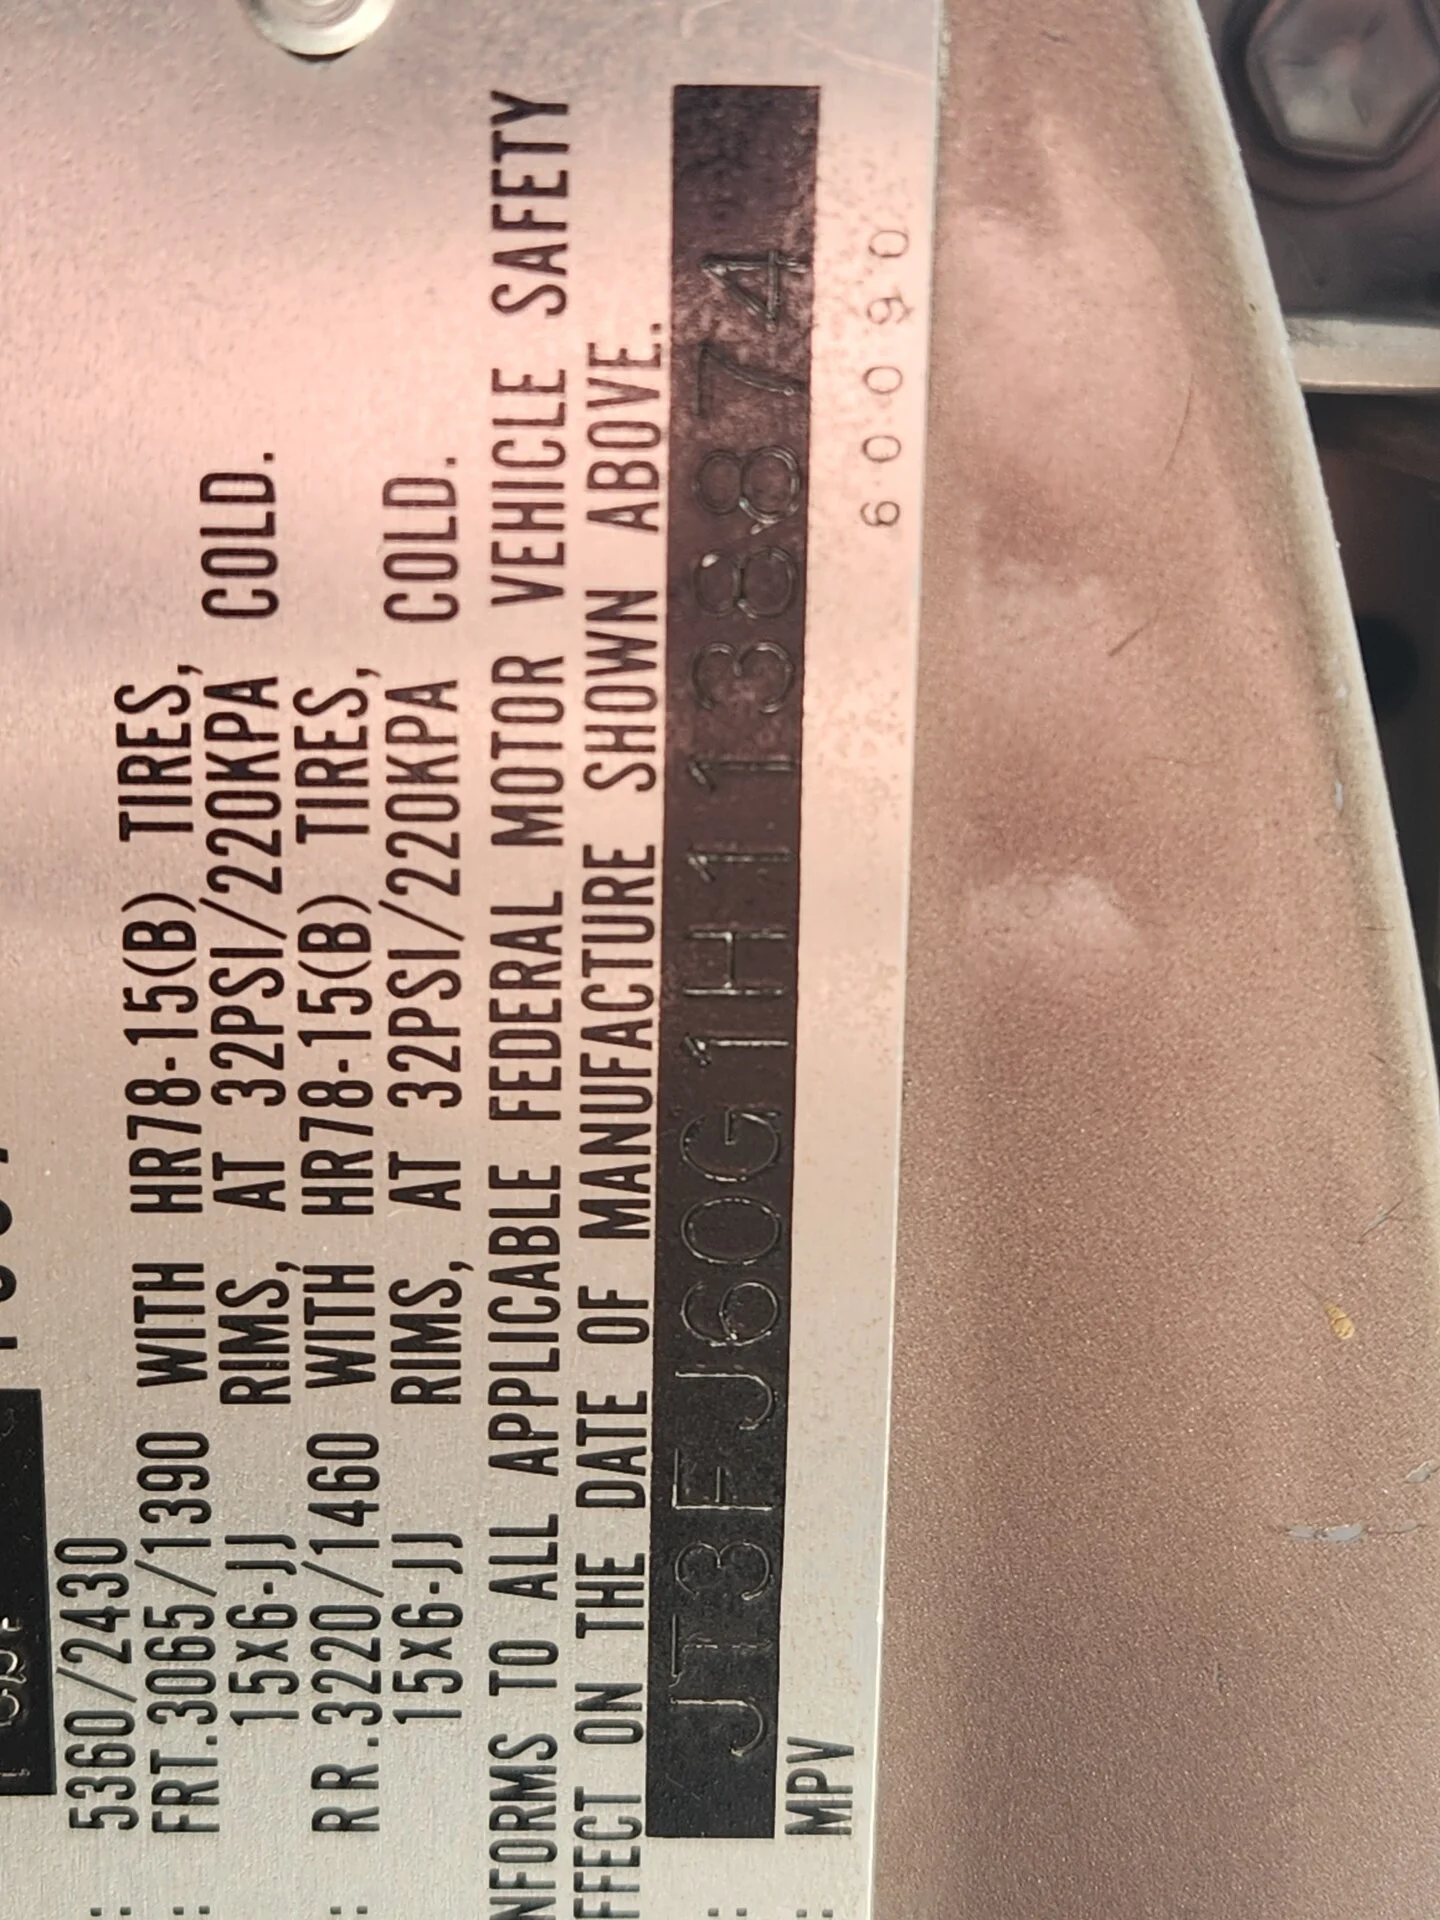 : 5360/2430
: FRT.3065/1390 WITH HR78-15(B) TIRES,
15x6-JJ RIMS, AT 32PSI/220KPA COLD.
: RR.3220/1460 WITH HR78-15(B) TIRES,
15x6-JJ RIMS, AT 32PSI/220KPA COLD.
NFORMS TO ALL APPLICABLE FEDERAL MOTOR VEHICLE SAFETY
FFECT ON THE DATE OF MANUFACTURE SHOWN ABOVE.
: JT3FJ60G1H1138874
: MPV 60090